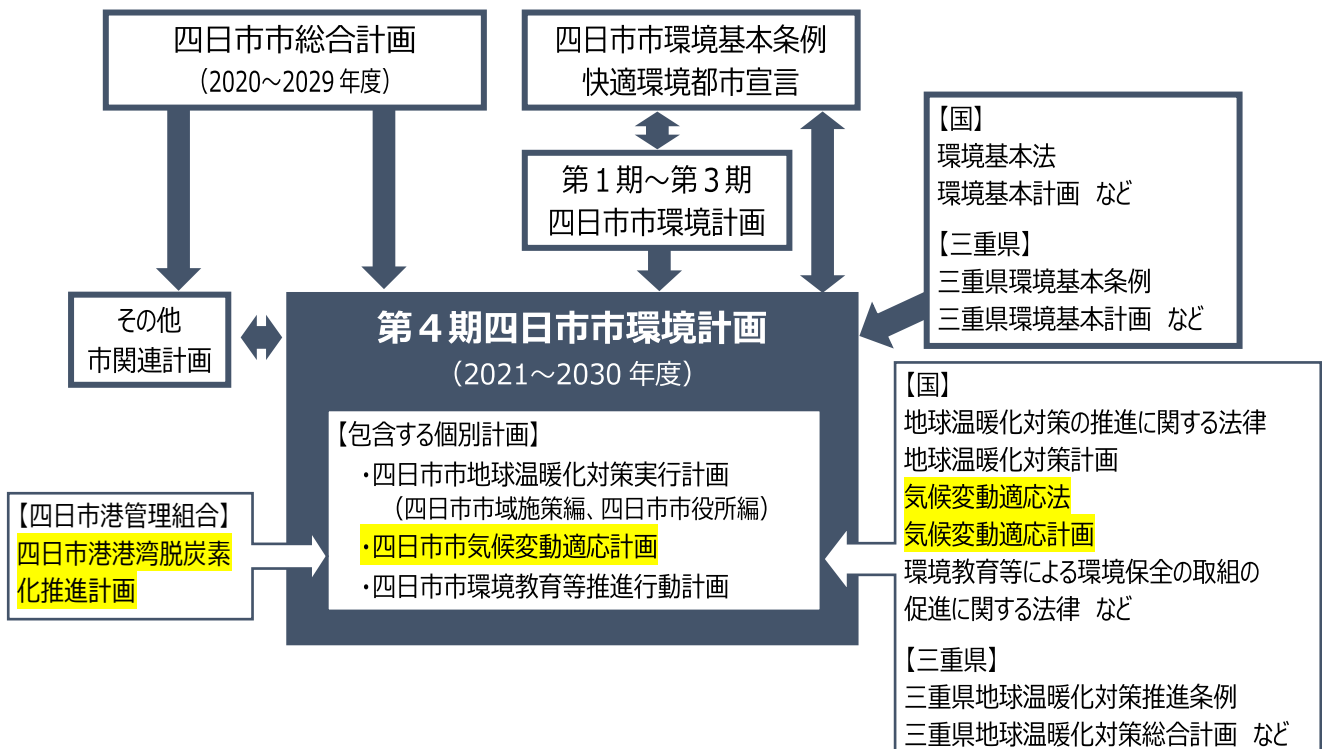 四日市市総合計画
（2020～2029 年度）
四日市市環境基本条例
快適環境都市宣言
第１期～第３期
四日市市環境計画
【国】
環境基本法
環境基本計画　など
【三重県】
三重県環境基本条例
三重県環境基本計画　など
その他
市関連計画
第４期四日市市環境計画
（2021～2030 年度）
【包含する個別計画】
・四日市市地球温暖化対策実行計画
（四日市市域施策編、四日市市役所編）
・四日市市気候変動適応計画
・四日市市環境教育等推進行動計画
【四日市港管理組合】
四日市港港湾脱炭素
化推進計画
【国】
地球温暖化対策の推進に関する法律
地球温暖化対策計画
気候変動適応法
気候変動適応計画
環境教育等による環境保全の取組の
促進に関する法律　など
【三重県】
三重県地球温暖化対策推進条例
三重県地球温暖化対策総合計画　など